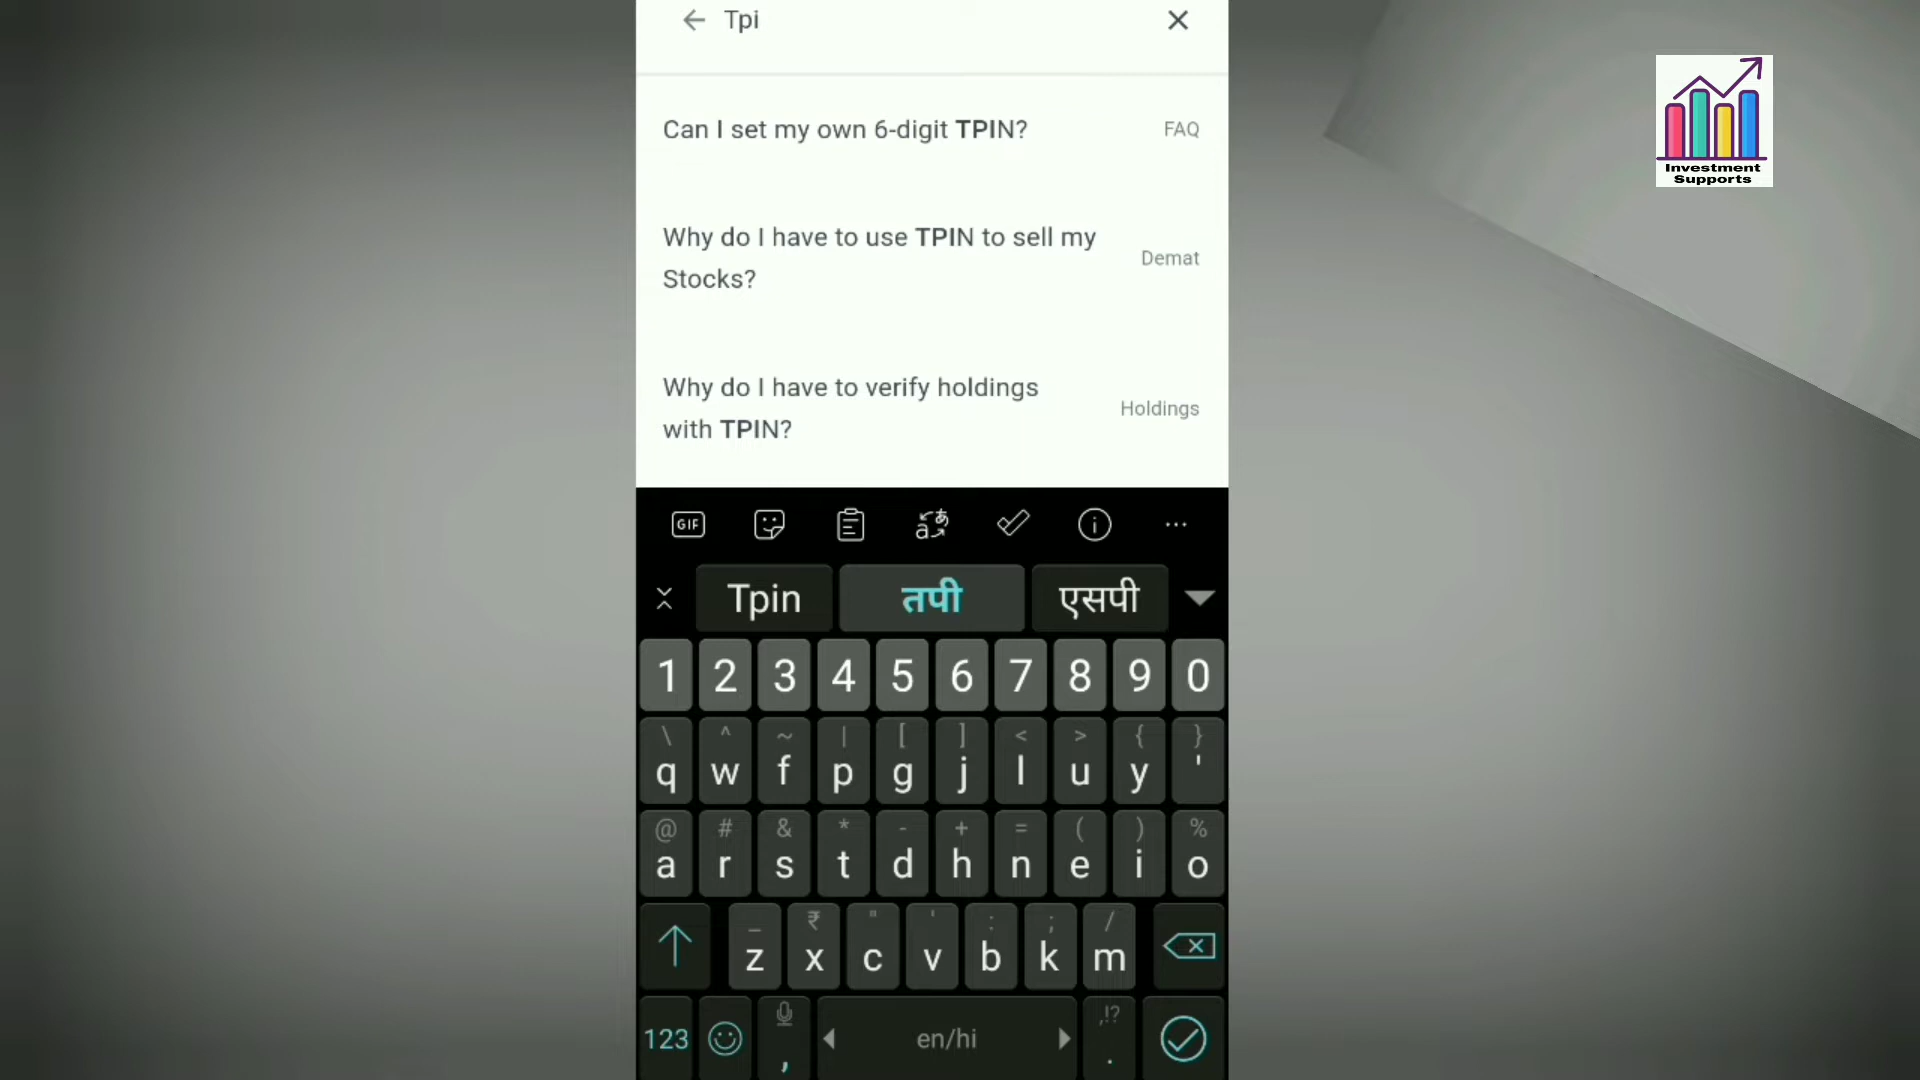 Tpi
Can I set my own 6-digit TPIN?
FAQ
Why do I have to use TPIN to sell my
Stocks?
Demat
Why do I have to verify holdings
with TPIN?
Holdings
Investment
Supports
GIF
Tpin तपी एसपी
1 2 3 4 5 6 7 8 9 0
\ ^ ~ | [ ] < > { }
q w f p g j l u y '
@ # & * - + = ( ) %
a r s t d h n e i o
_ ₹ " ' : ; /
z x c v b k m
,!?
123 , en/hi .